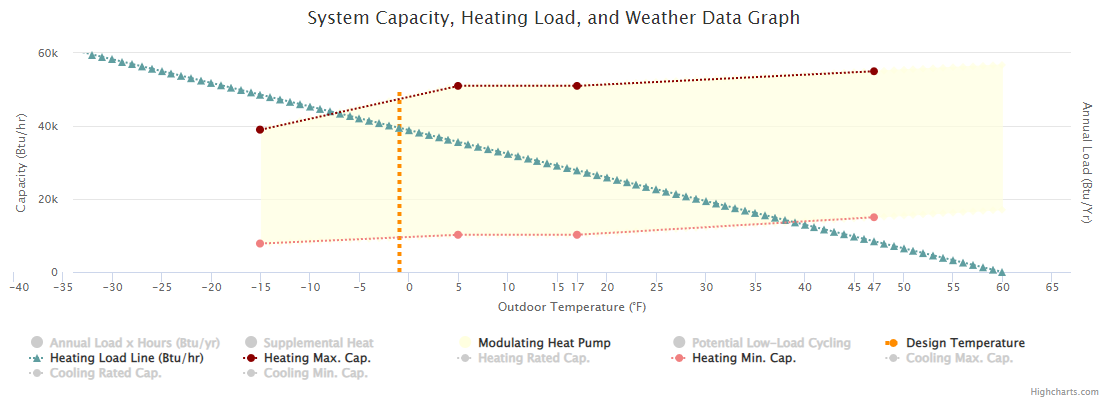 System Capacity, Heating Load, and Weather Data Graph
60k
40k
20k
0
Capacity (Btu/hr)
Annual Load (Btu/Yr)
-40 -35 -30 -25 -20 -15 -10 -5 0 5 10 15 17 20 25 30 35 40 45 47 50 55 60 65
Outdoor Temperature (°F)
Annual Load x Hours (Btu/yr) Supplemental Heat Modulating Heat Pump Potential Low-Load Cycling Design Temperature
Heating Load Line (Btu/hr) Heating Max. Cap. Heating Rated Cap. Heating Min. Cap. Cooling Max. Cap.
Cooling Rated Cap. Cooling Min. Cap.
Highcharts.com